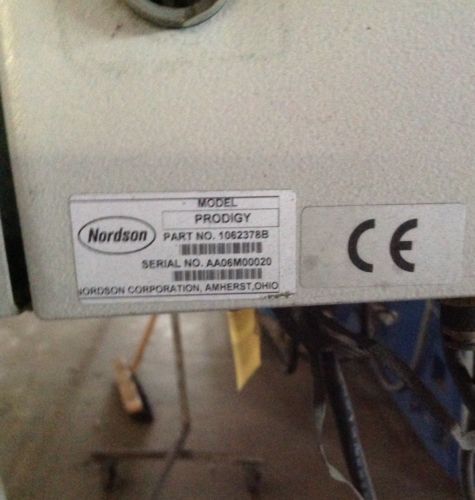 MODEL
PRODIGY
Nordson
PART NO. 1062378B
SERIAL NO. AA06M00020
NORDSON CORPORATION, AMHERST, OHIO
CE